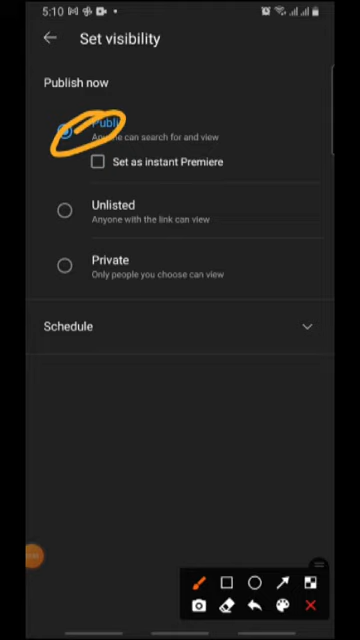 5:10
Set visibility
Publish now
Public
Anyone can search for and view
Set as instant Premiere
Unlisted
Anyone with the link can view
Private
Only people you choose can view
Schedule